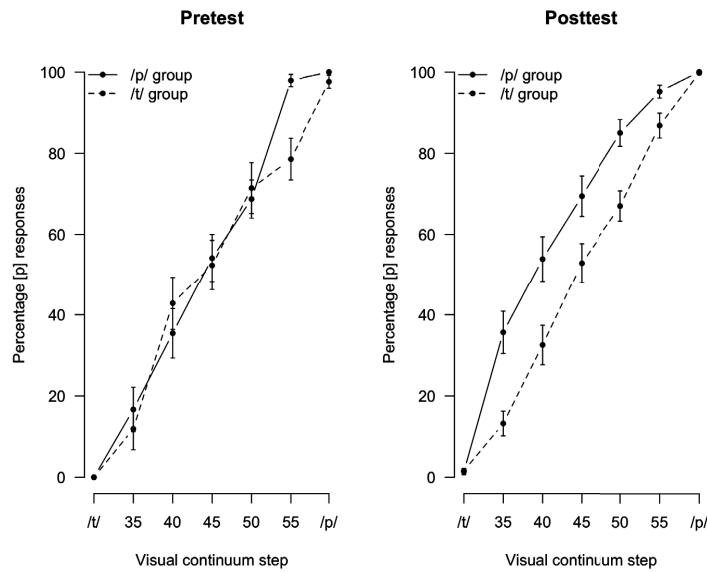 Pretest
Percentage [p] responses
100
80
60
40
20
0
/p/ group
/t/ group
/t/ 35 40 45 50 55 /p/
Visual continuum step
Posttest
Percentage [p] responses
100
80
60
40
20
0
/p/ group
/t/ group
/t/ 35 40 45 50 55 /p/
Visual continuum step